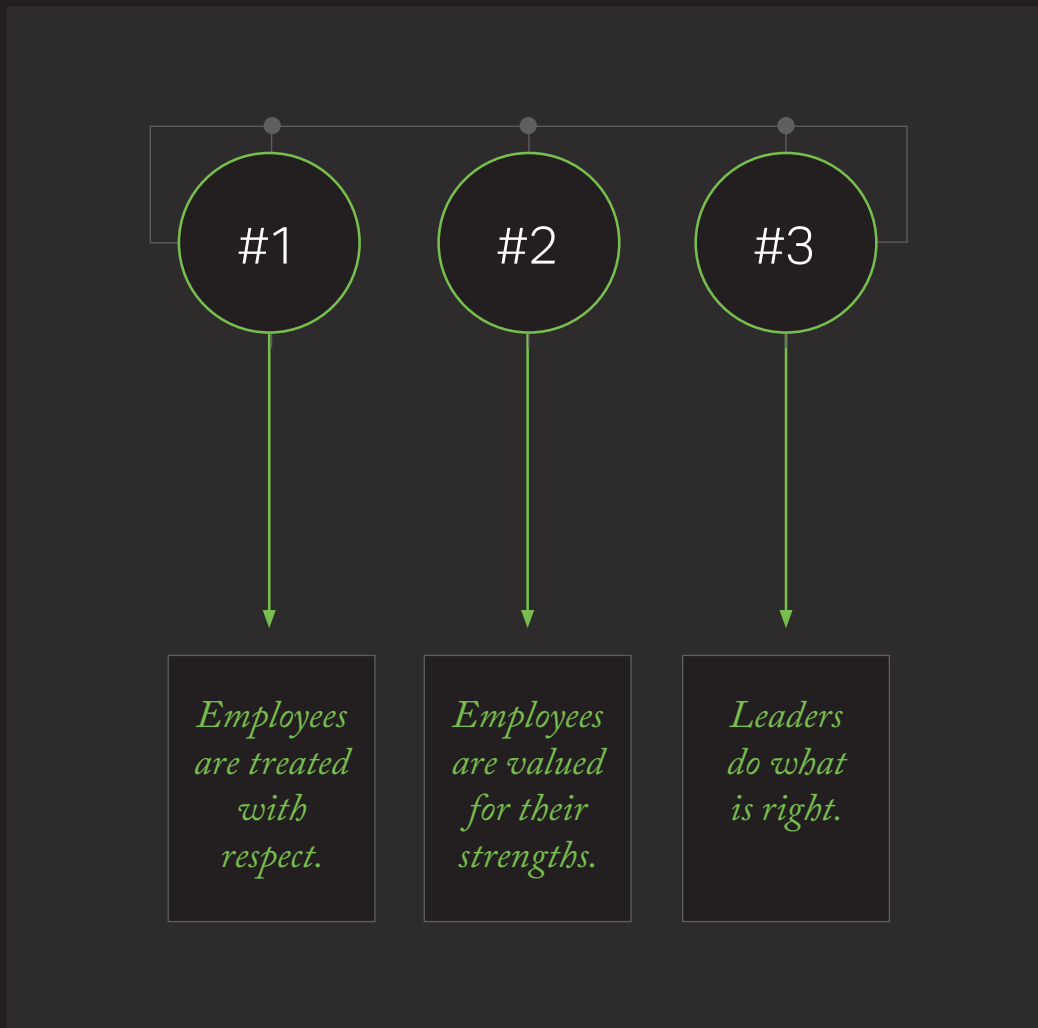 #1
#2
#3
Employees
are treated
with
respect.
Employees
are valued
for their
strengths.
Leaders
do what
is right.